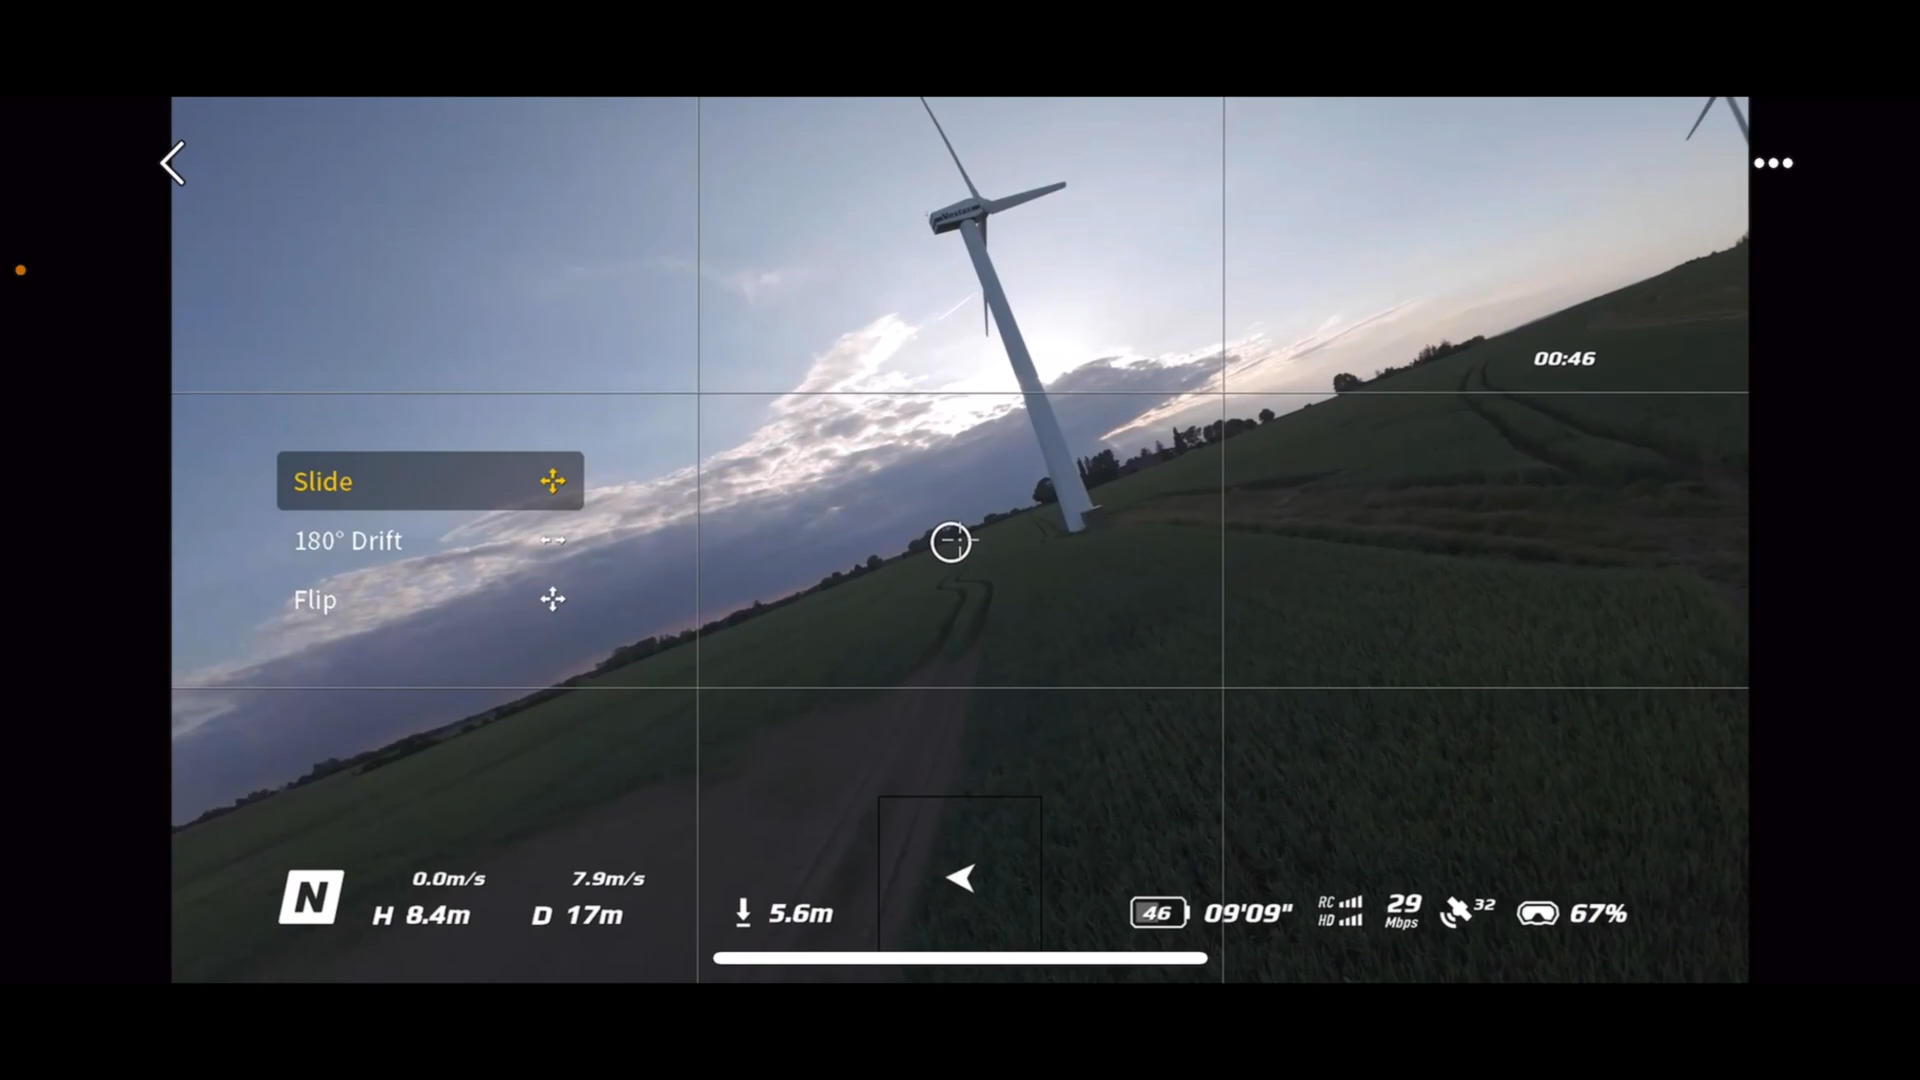 Vestas
00:46
Slide
180° Drift
Flip
N
0.0m/s
7.9m/s
H 8.4m
D 17m
5.6m
46
09'09"
RC
HD
29
Mbps
32
67%